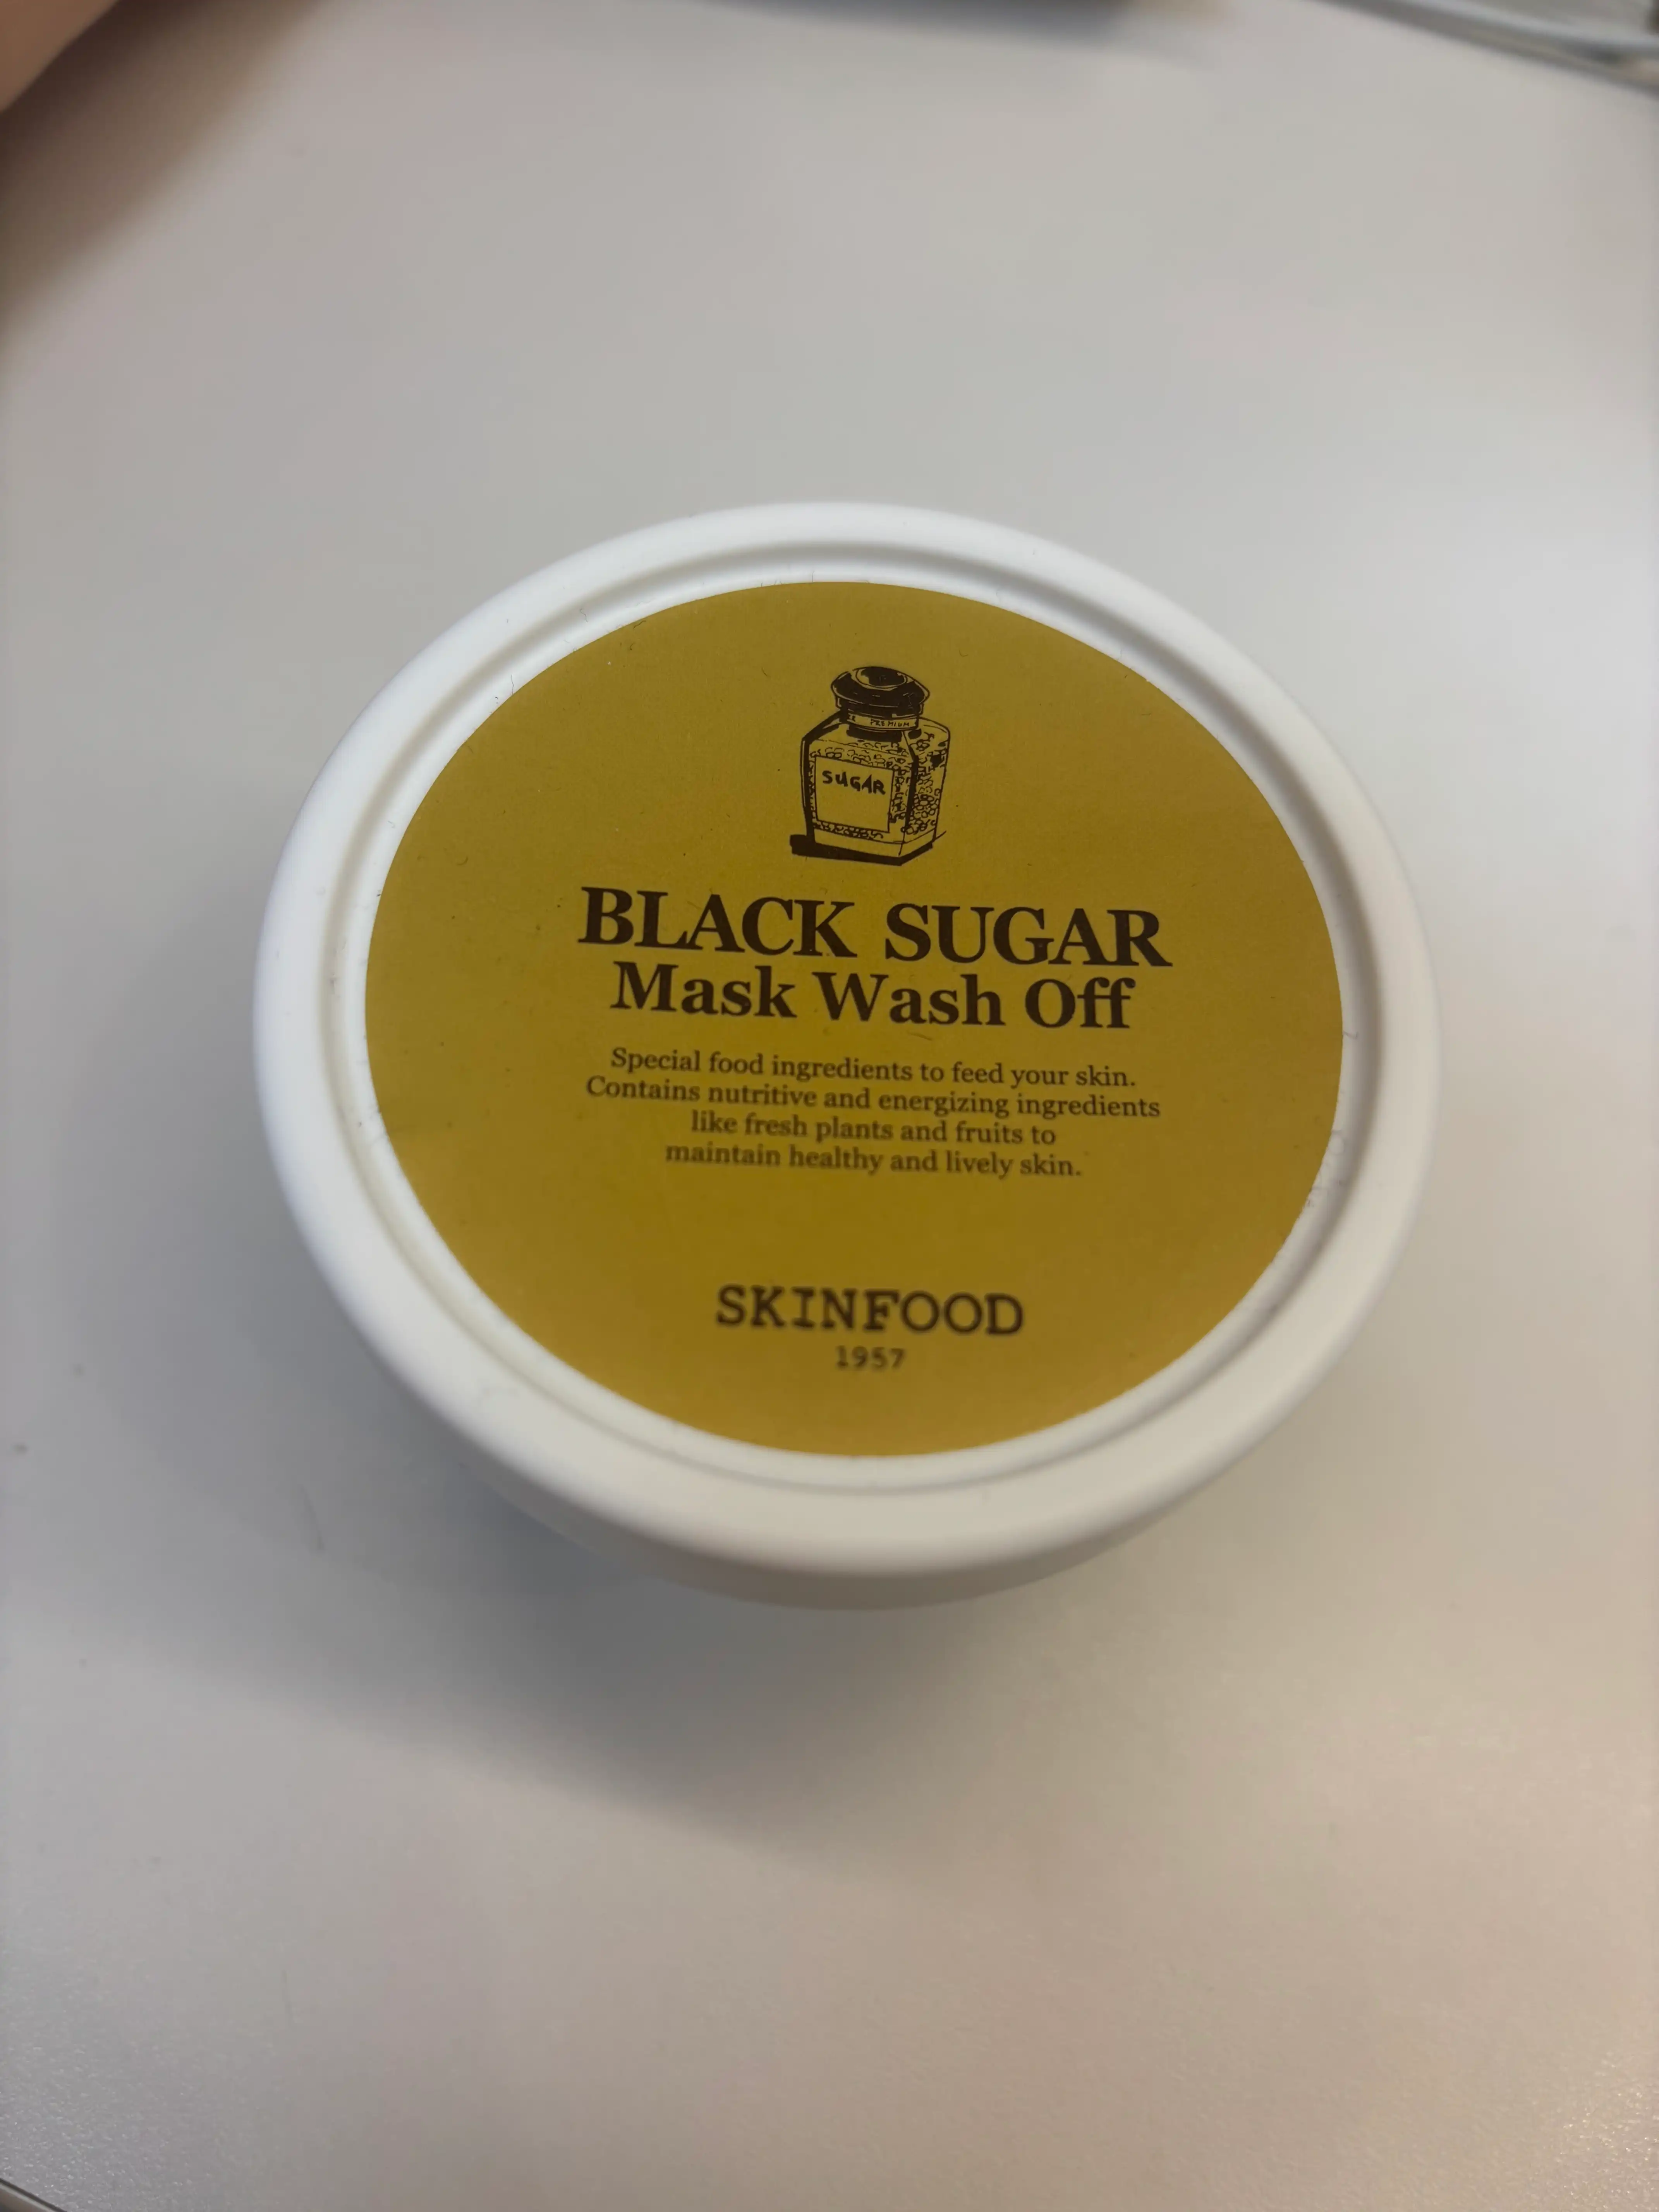 PREMIUM
SUGAR
BLACK SUGAR
Mask Wash Off
Special food ingredients to feed your skin.
Contains nutritive and energizing ingredients
like fresh plants and fruits to
maintain healthy and lively skin.
SKINFOOD
1957